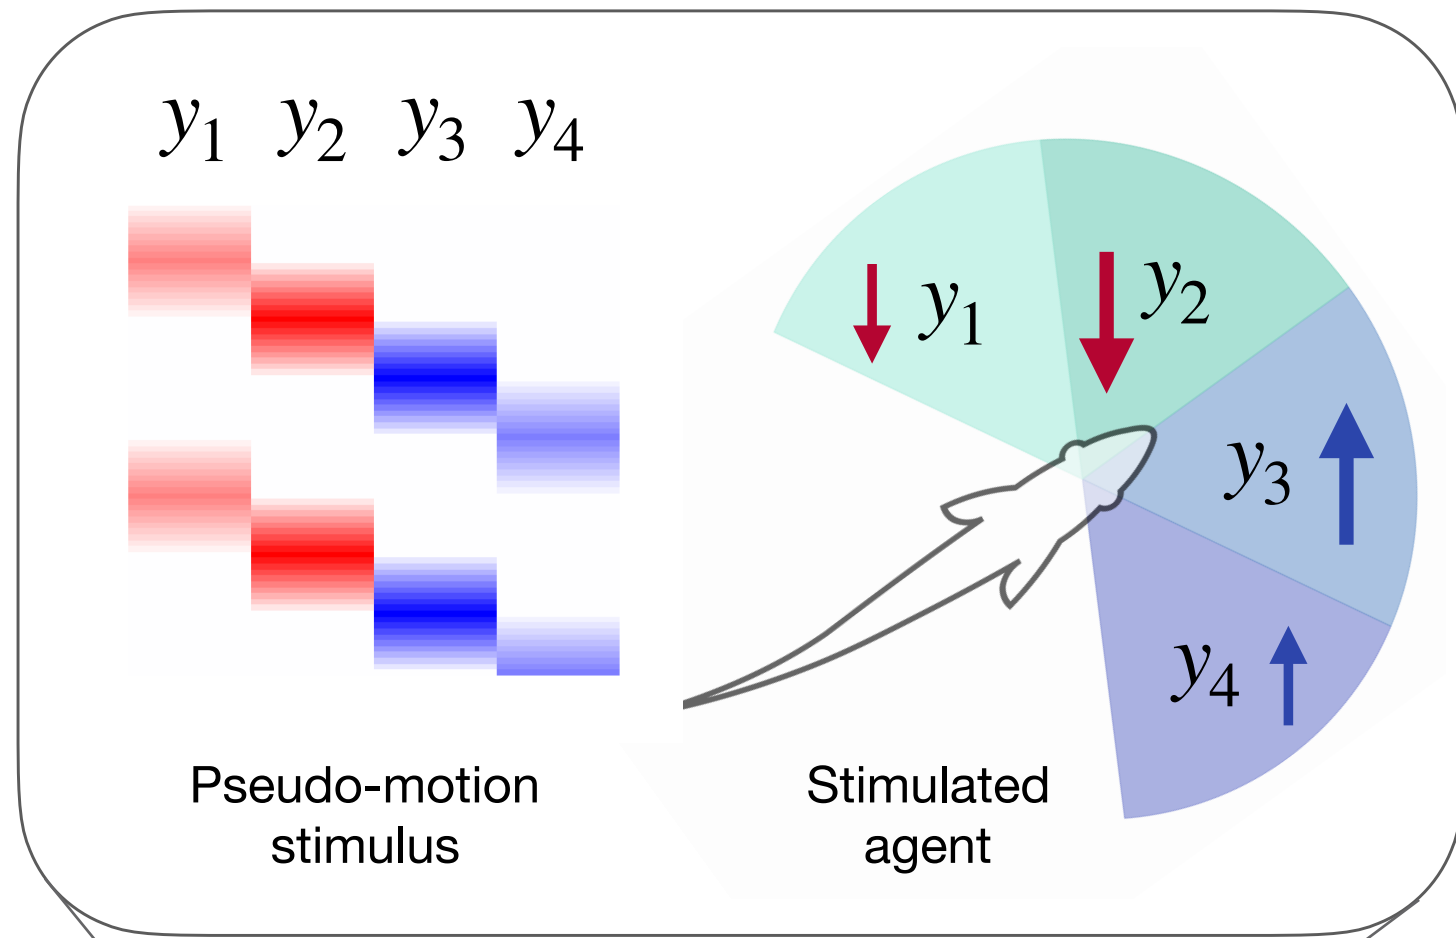 y1 y2 y3 y4
y1
y2
y3
y4
Pseudo-motion
stimulus
Stimulated
agent